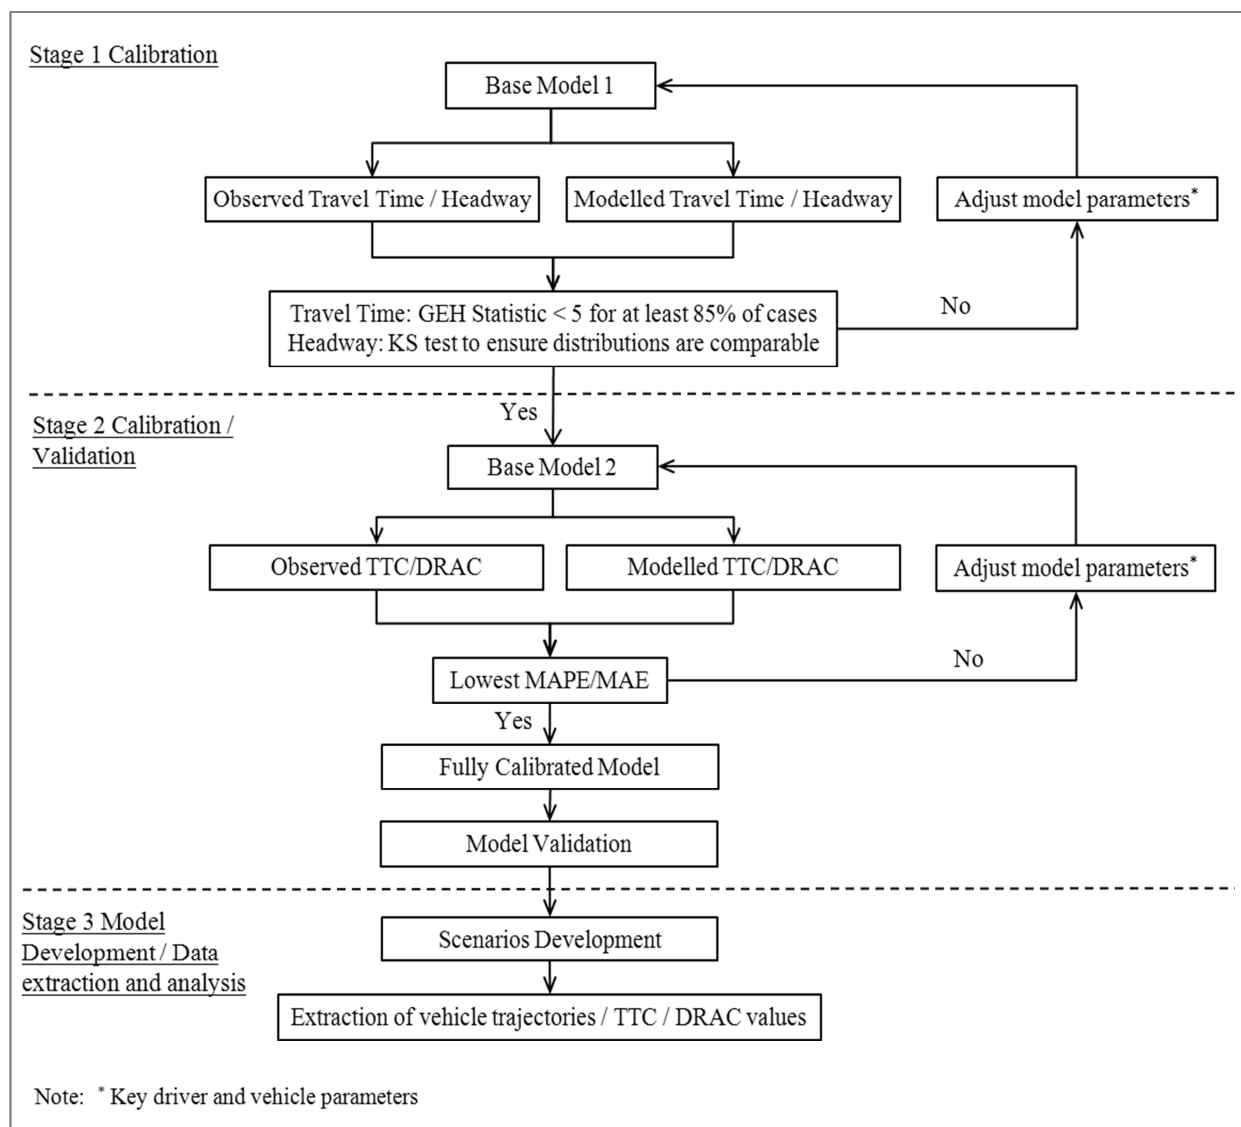 Stage 1 Calibration
Base Model 1
Observed Travel Time / Headway
Modelled Travel Time / Headway
Adjust model parameters*
Travel Time: GEH Statistic < 5 for at least 85% of cases
Headway: KS test to ensure distributions are comparable
No
Yes
Stage 2 Calibration /
Validation
Base Model 2
Observed TTC/DRAC
Modelled TTC/DRAC
Adjust model parameters*
Lowest MAPE/MAE
No
Yes
Fully Calibrated Model
Model Validation
Stage 3 Model
Development / Data
extraction and analysis
Scenarios Development
Extraction of vehicle trajectories / TTC / DRAC values
Note: * Key driver and vehicle parameters